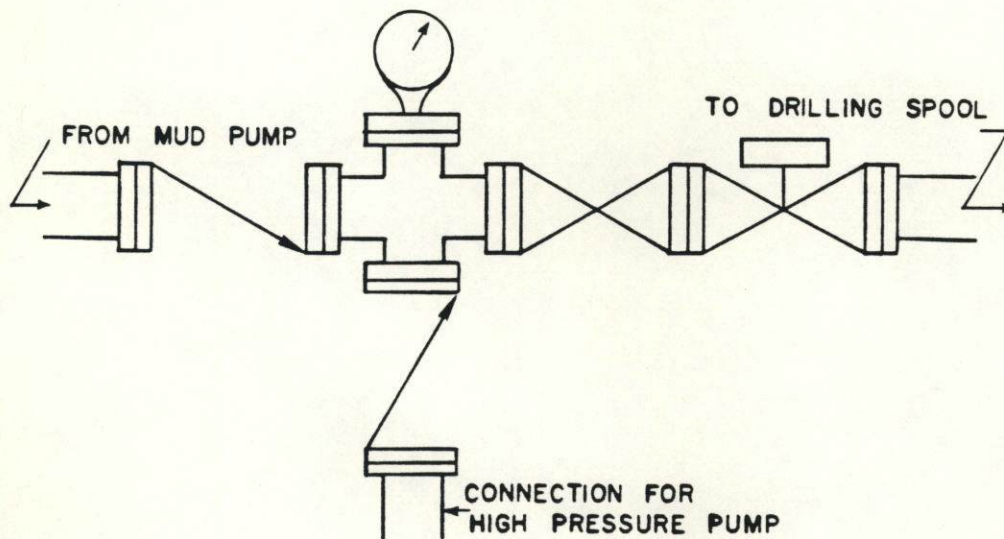 FROM MUD PUMP
TO DRILLING SPOOL
CONNECTION FOR
HIGH PRESSURE PUMP